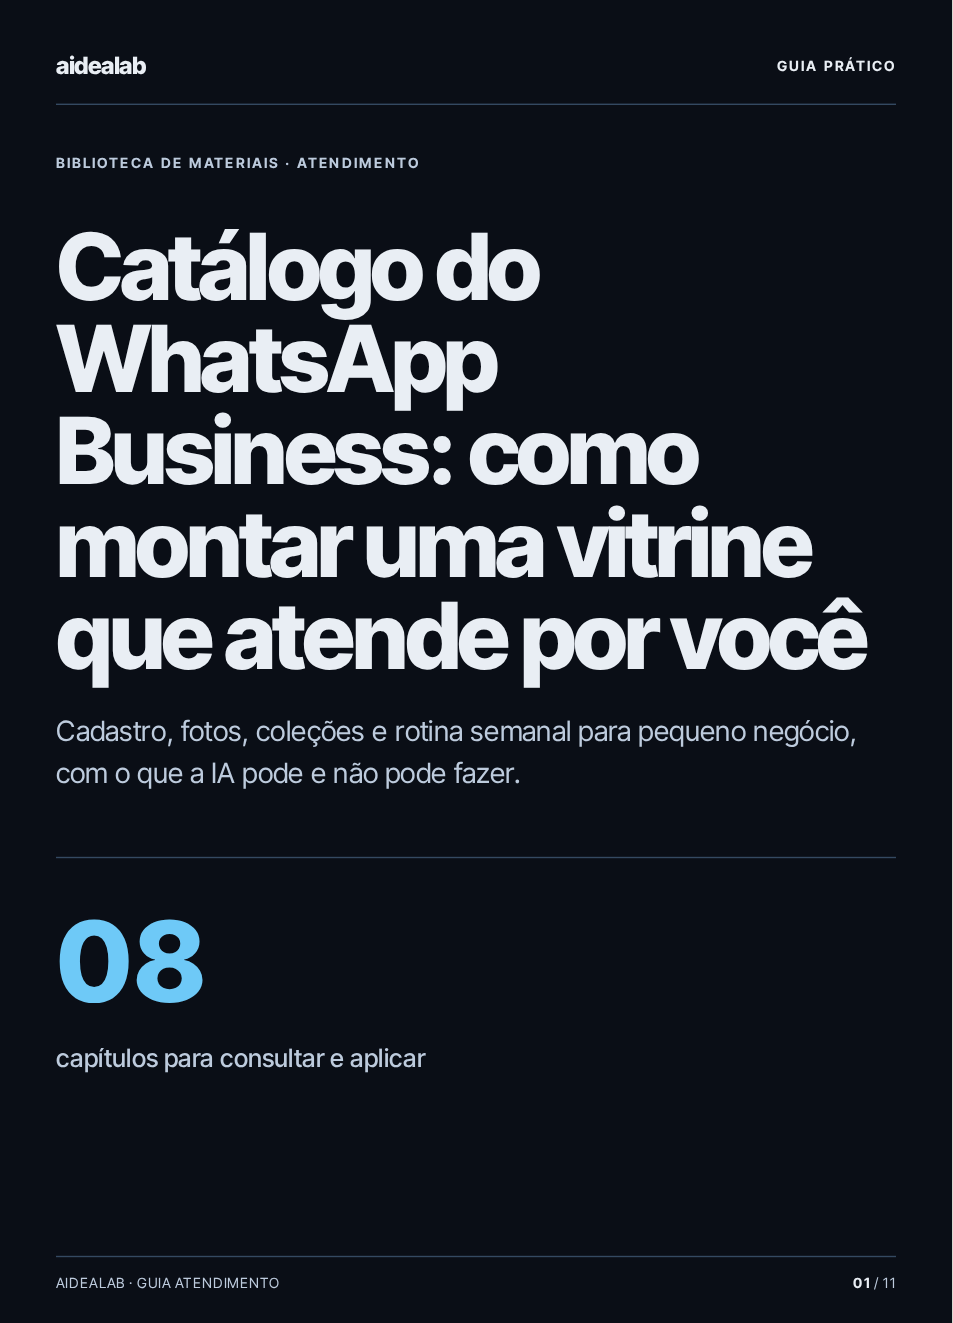 aidealab
GUIA PRÁTICO
BIBLIOTECA DE MATERIAIS · ATENDIMENTO
Catálogo do
WhatsApp
Business: como
montar uma vitrine
que atende por você
Cadastro, fotos, coleções e rotina semanal para pequeno negócio,
com o que a IA pode e não pode fazer.
08
capítulos para consultar e aplicar
AIDEALAB · GUIA ATENDIMENTO
01 / 11